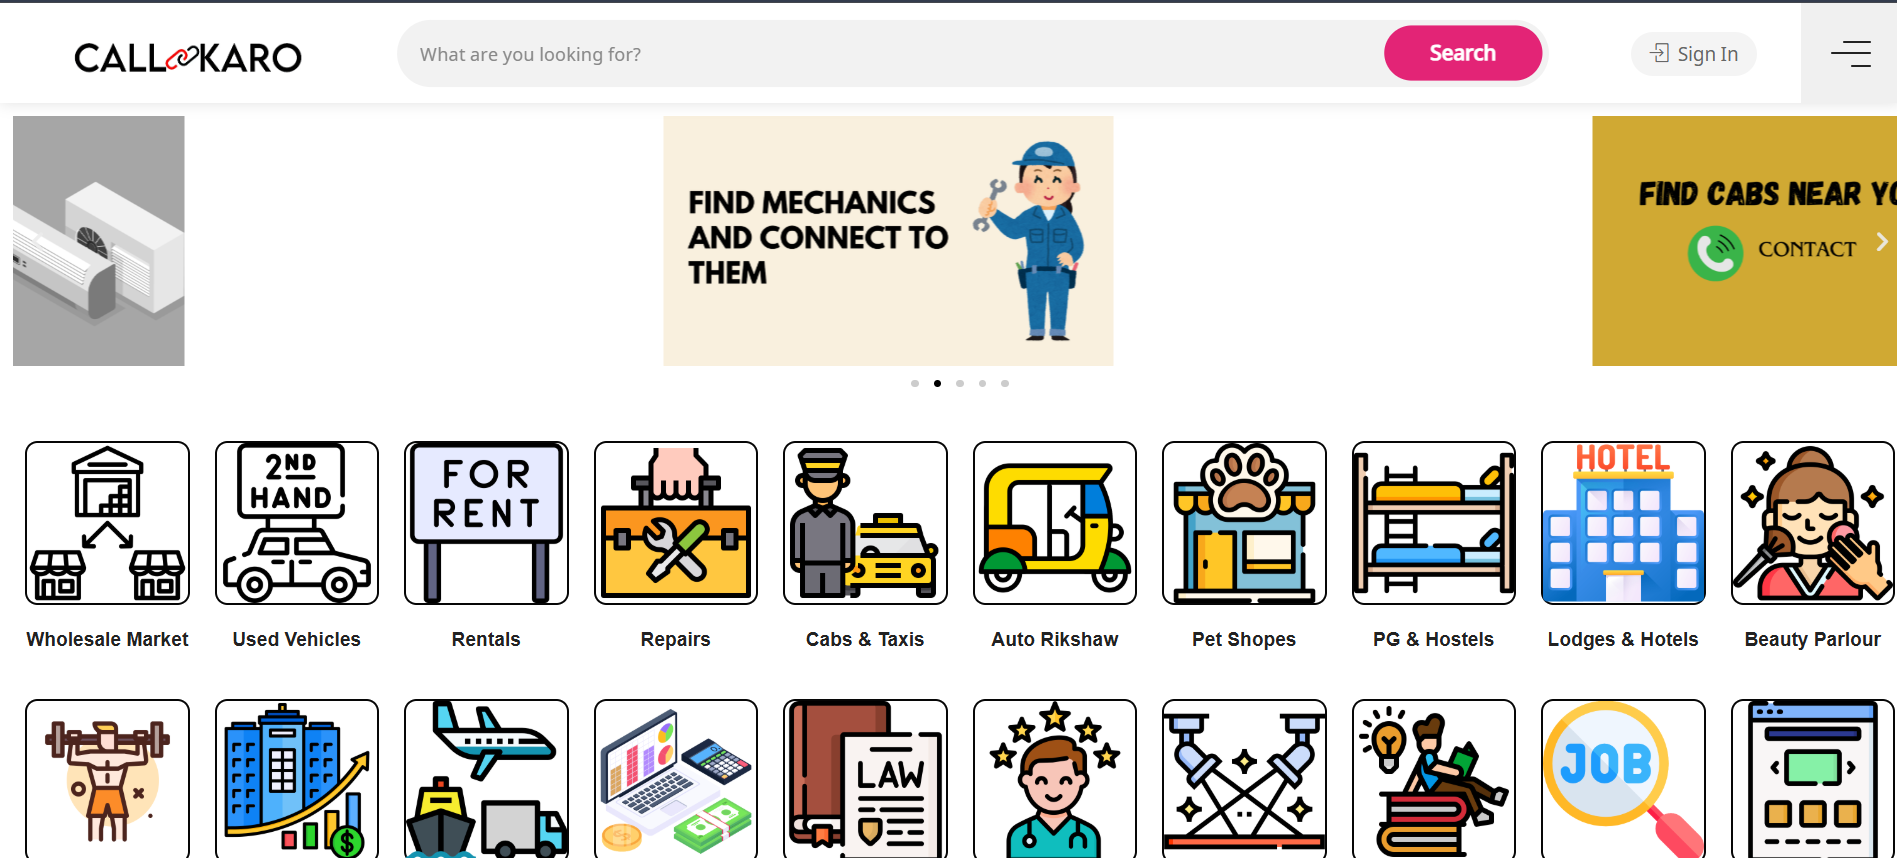 CALL KARO
What are you looking for?
Search
Sign In
FIND MECHANICS
AND CONNECT TO
THEM
FIND CABS NEAR YO
CONTACT
2ND
HAND
FOR
RENT
HOTEL
Wholesale Market
Used Vehicles
Rentals
Repairs
Cabs & Taxis
Auto Rikshaw
Pet Shopes
PG & Hostels
Lodges & Hotels
Beauty Parlour
$
LAW
JOB